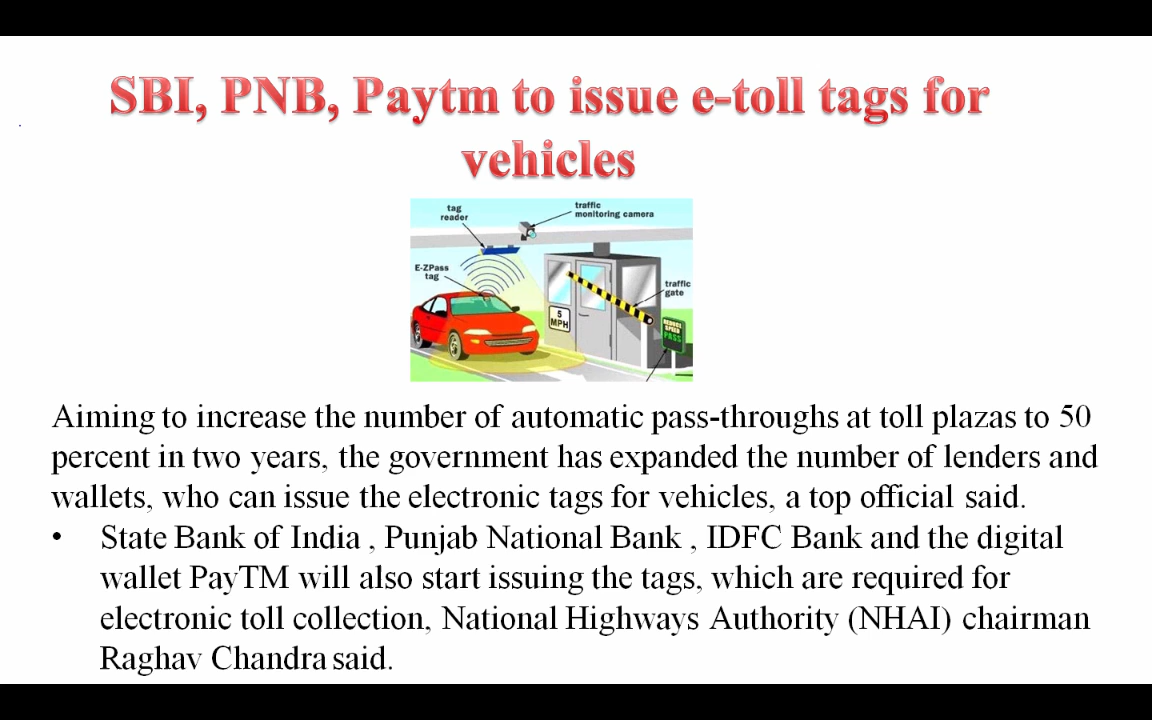 SBI, PNB, Paytm to issue e-toll tags for
vehicles
tag
reader
traffic
monitoring camera
E-ZPass
tag
traffic
gate
5
MPH
REDUCE
SPEED
PASS
Aiming to increase the number of automatic pass-throughs at toll plazas to 50
percent in two years, the government has expanded the number of lenders and
wallets, who can issue the electronic tags for vehicles, a top official said.
• State Bank of India , Punjab National Bank , IDFC Bank and the digital
wallet PayTM will also start issuing the tags, which are required for
electronic toll collection, National Highways Authority (NHAI) chairman
Raghav Chandra said.